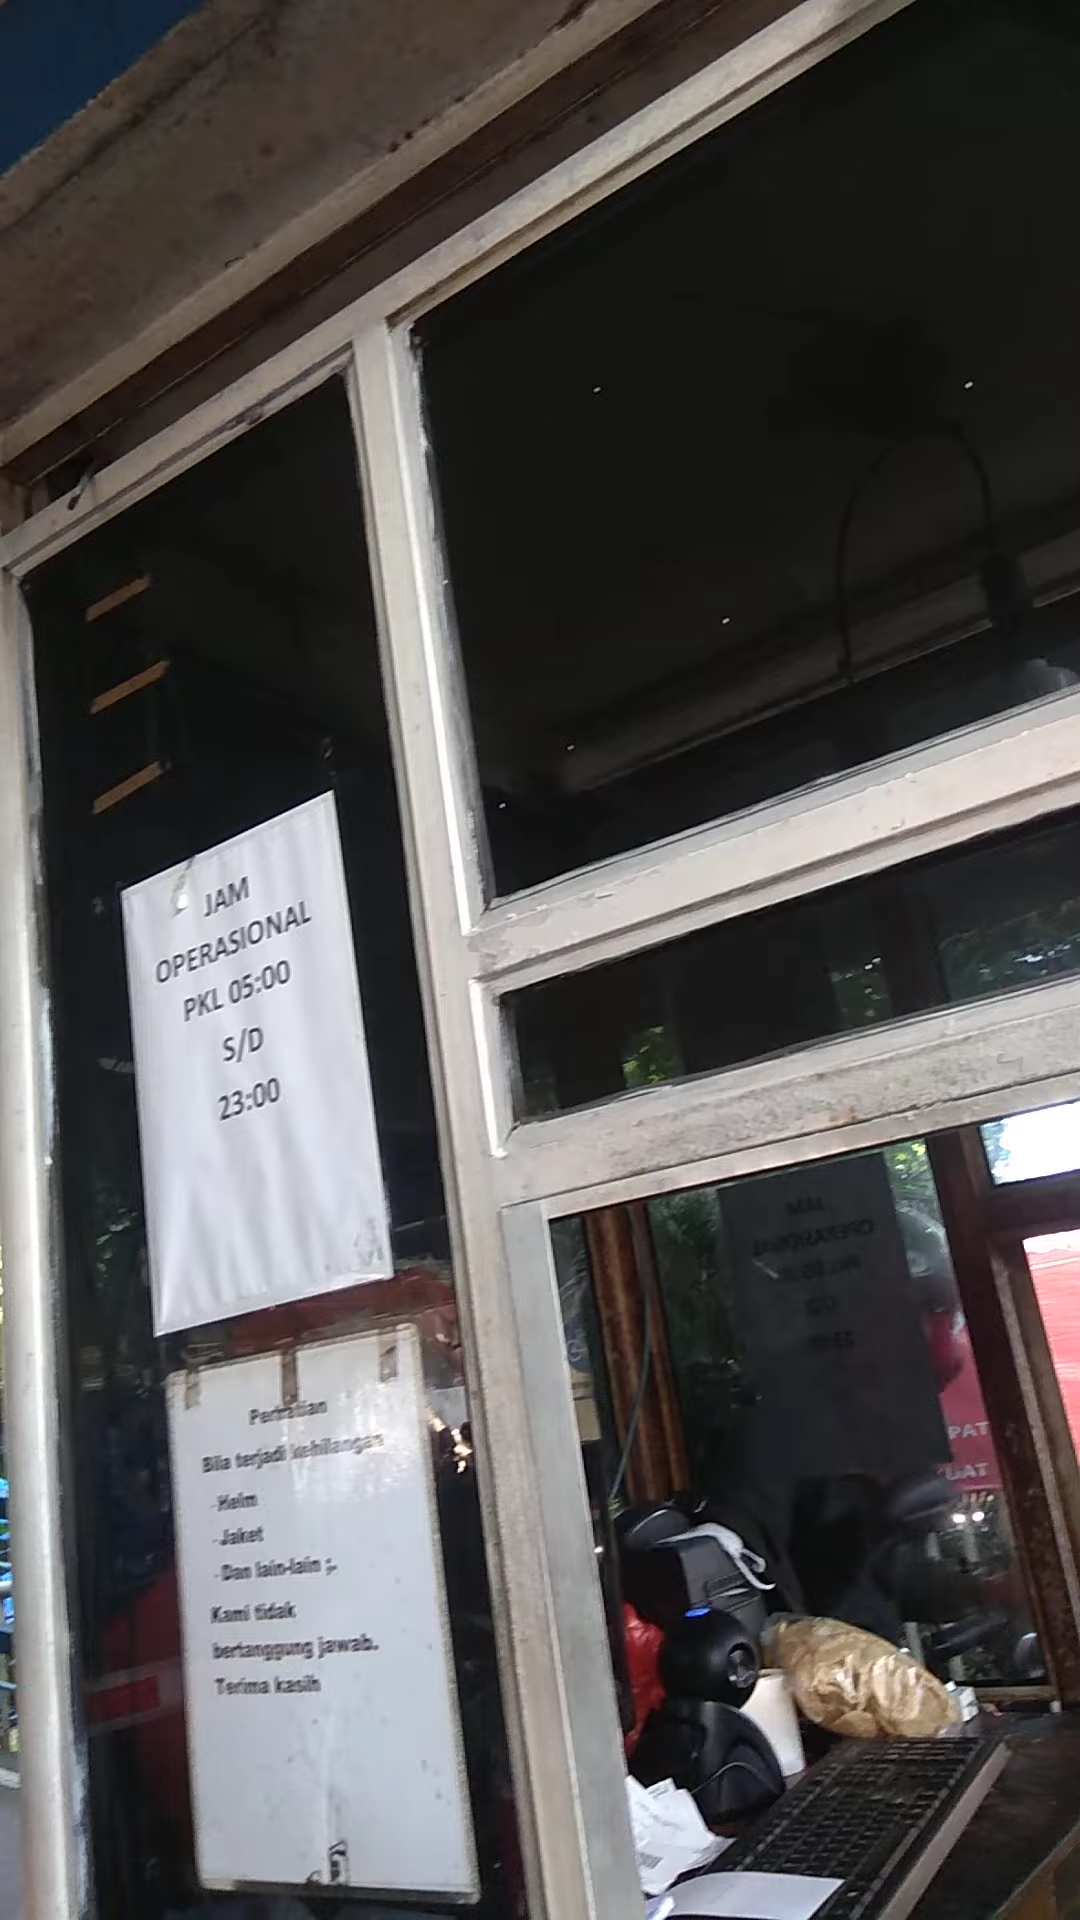 JAM
OPERASIONAL
PKL 05:00
S/D
23:00
Perhatian
Bila terjadi kehilangan
- Helm
- Jaket
- Dan lain-lain ;.
Kami tidak
bertanggung jawab.
Terima kasih
PAT